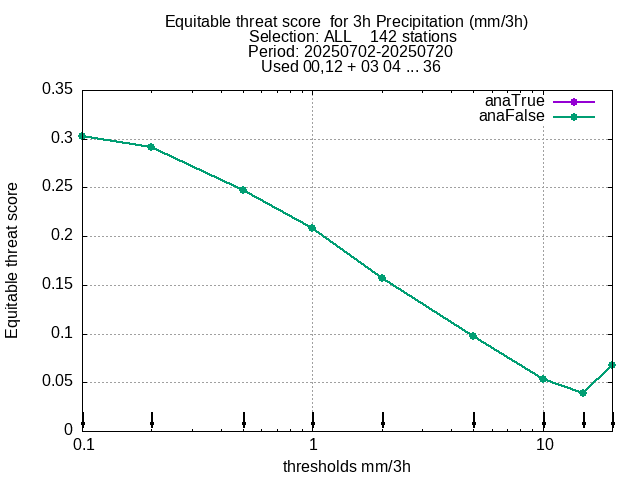 Equitable threat score  for 3h Precipitation (mm/3h)
Selection: ALL    142 stations
Period: 20250702-20250720
Used 00,12 + 03 04 ... 36
anaTrue
anaFalse
0.35
0.3
0.25
0.2
0.15
0.1
0.05
0
Equitable threat score
0.1 1 10
thresholds mm/3h